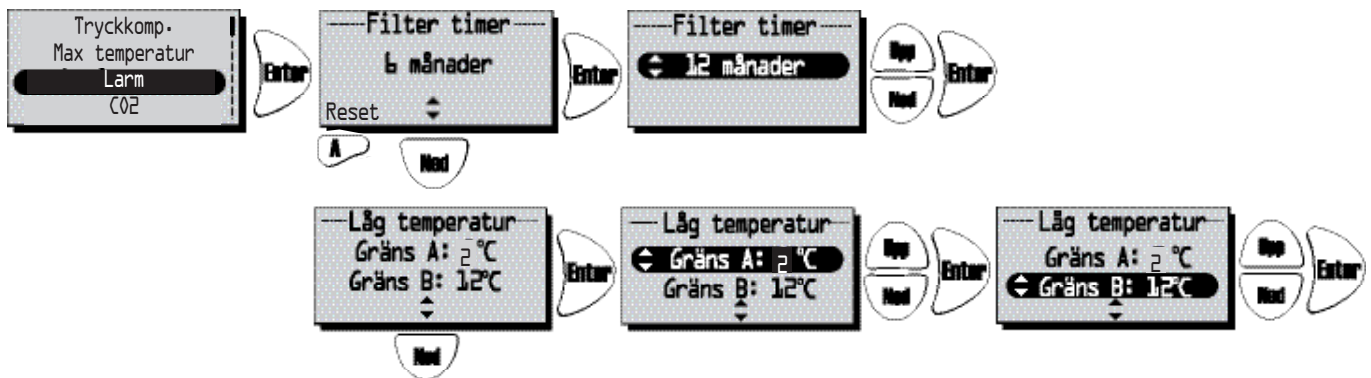 Tryckkomp.
Max temperatur
Larm
CO2
Enter
Filter timer
6 månader
Reset
A
Ned
Enter
Filter timer
12 månader
Upp
Ned
Enter
Låg temperatur
Gräns A: 2 °C
Gräns B: 12°C
Ned
Enter
Låg temperatur
Gräns A: 2 °C
Gräns B: 12°C
Upp
Ned
Enter
Låg temperatur
Gräns A: 2 °C
Gräns B: 12°C
Upp
Ned
Enter